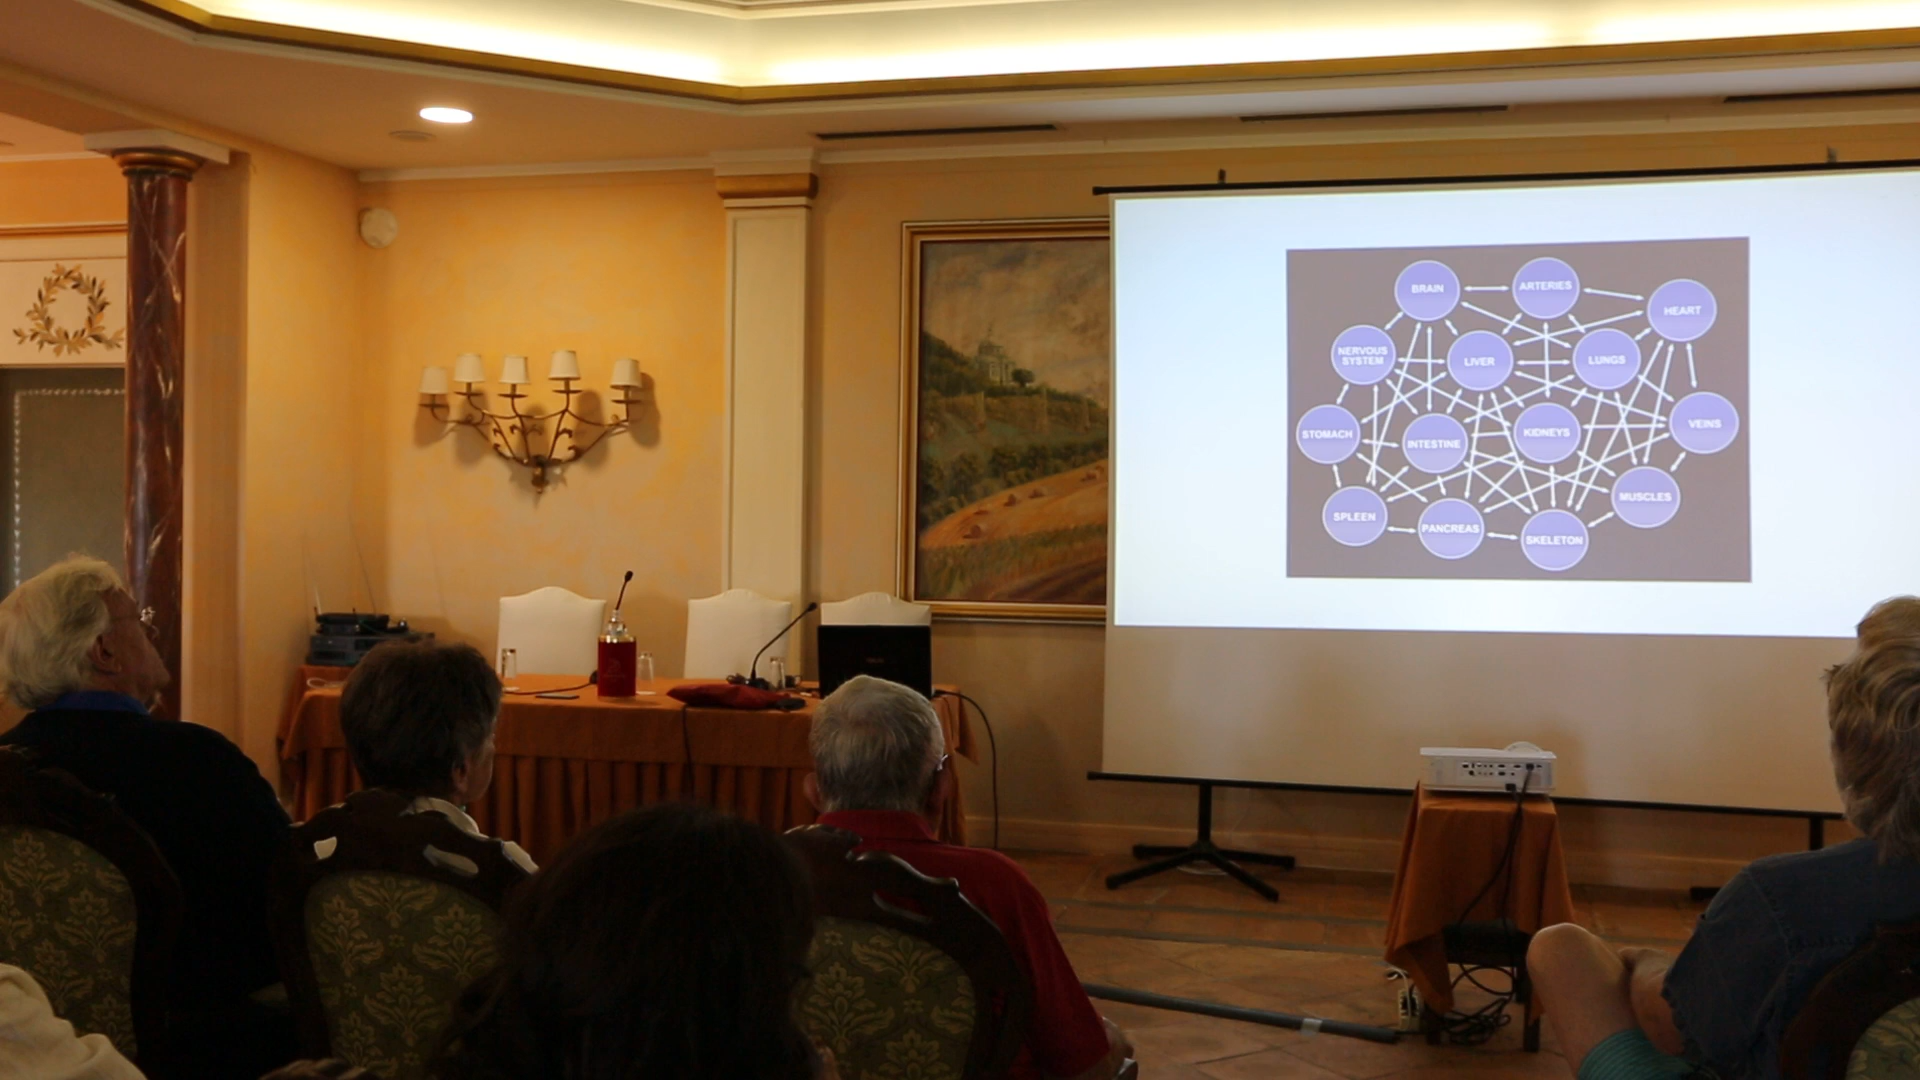 BRAIN
ARTERIES
HEART
NERVOUS
SYSTEM
LIVER
LUNGS
STOMACH
INTESTINE
KIDNEYS
VEINS
SPLEEN
PANCREAS
SKELETON
MUSCLES